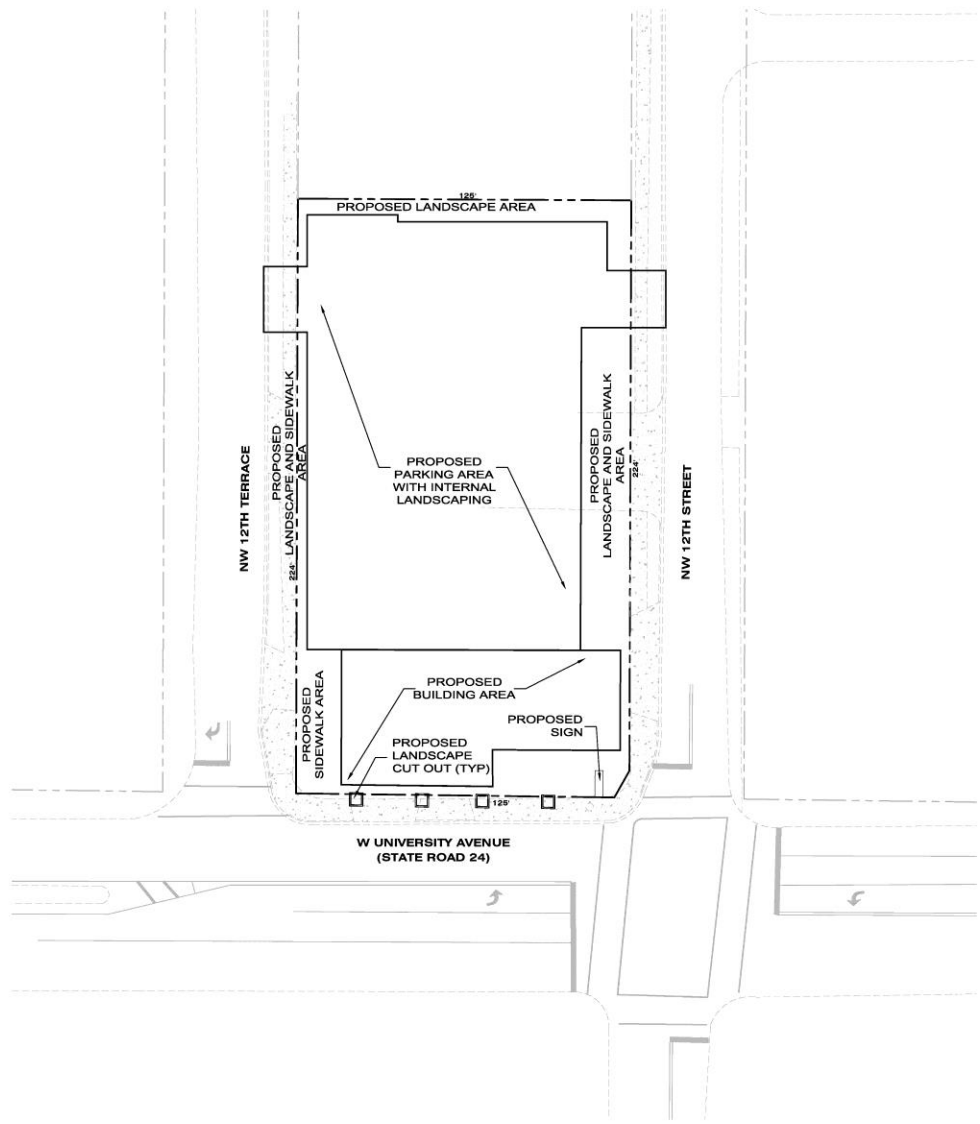 125'
PROPOSED LANDSCAPE AREA
NW 12TH TERRACE
PROPOSED
LANDSCAPE AND SIDEWALK
AREA
224'
PROPOSED
PARKING AREA
WITH INTERNAL
LANDSCAPING
PROPOSED
LANDSCAPE AND SIDEWALK
AREA
224'
NW 12TH STREET
PROPOSED
SIDEWALK AREA
PROPOSED
BUILDING AREA
PROPOSED
SIGN
PROPOSED
LANDSCAPE
CUT OUT (TYP)
125'
W UNIVERSITY AVENUE
(STATE ROAD 24)